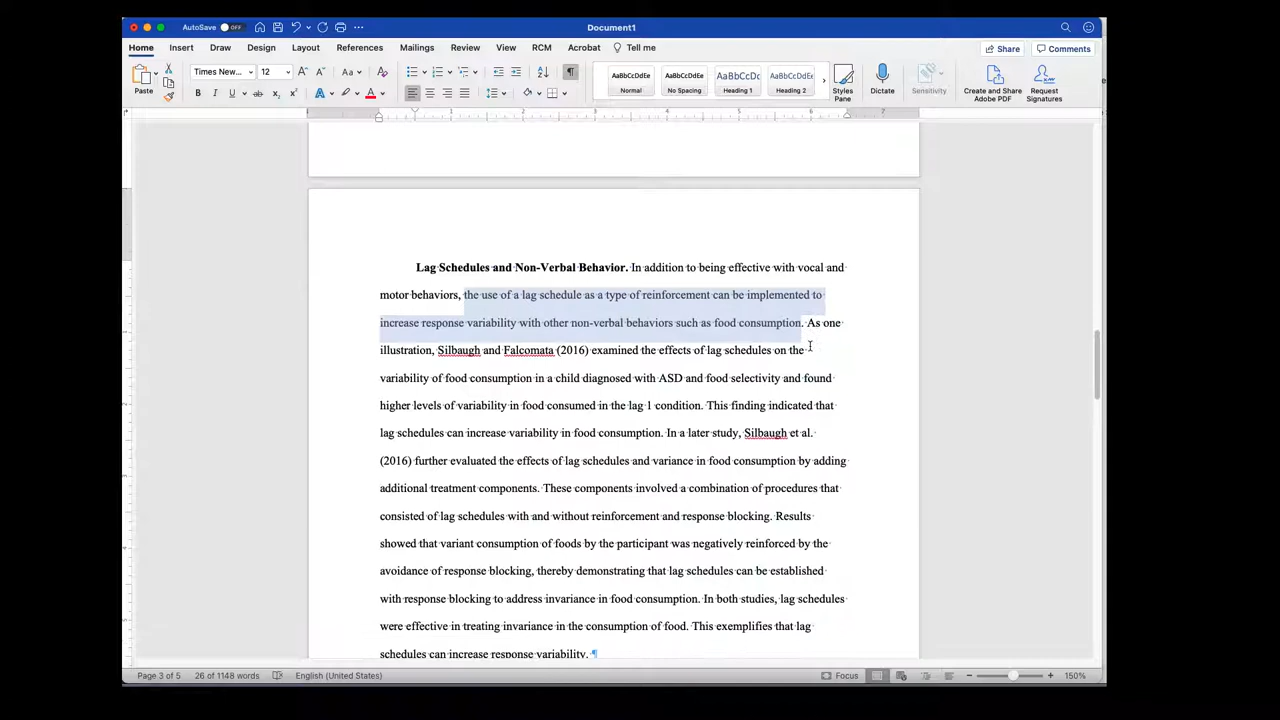 AutoSave OFF
Document1
Home Insert Draw Design Layout References Mailings Review View RCM Acrobat Tell me
Share Comments
Paste
Times New... 12
AaBbCcDdEe Normal
AaBbCcDdEe No Spacing
AaBbCcDc Heading 1
AaBbCcDdEe Heading 2
Styles Pane
Dictate
Sensitivity
Create and Share Adobe PDF
Request Signatures
Lag Schedules and Non-Verbal Behavior. In addition to being effective with vocal and
motor behaviors, the use of a lag schedule as a type of reinforcement can be implemented to
increase response variability with other non-verbal behaviors such as food consumption. As one
illustration, Silbaugh and Falcomata (2016) examined the effects of lag schedules on the
variability of food consumption in a child diagnosed with ASD and food selectivity and found
higher levels of variability in food consumed in the lag 1 condition. This finding indicated that
lag schedules can increase variability in food consumption. In a later study, Silbaugh et al.
(2016) further evaluated the effects of lag schedules and variance in food consumption by adding
additional treatment components. These components involved a combination of procedures that
consisted of lag schedules with and without reinforcement and response blocking. Results
showed that variant consumption of foods by the participant was negatively reinforced by the
avoidance of response blocking, thereby demonstrating that lag schedules can be established
with response blocking to address invariance in food consumption. In both studies, lag schedules
were effective in treating invariance in the consumption of food. This exemplifies that lag
schedules can increase response variability. ¶
Page 3 of 5 26 of 1148 words English (United States) Focus 150%